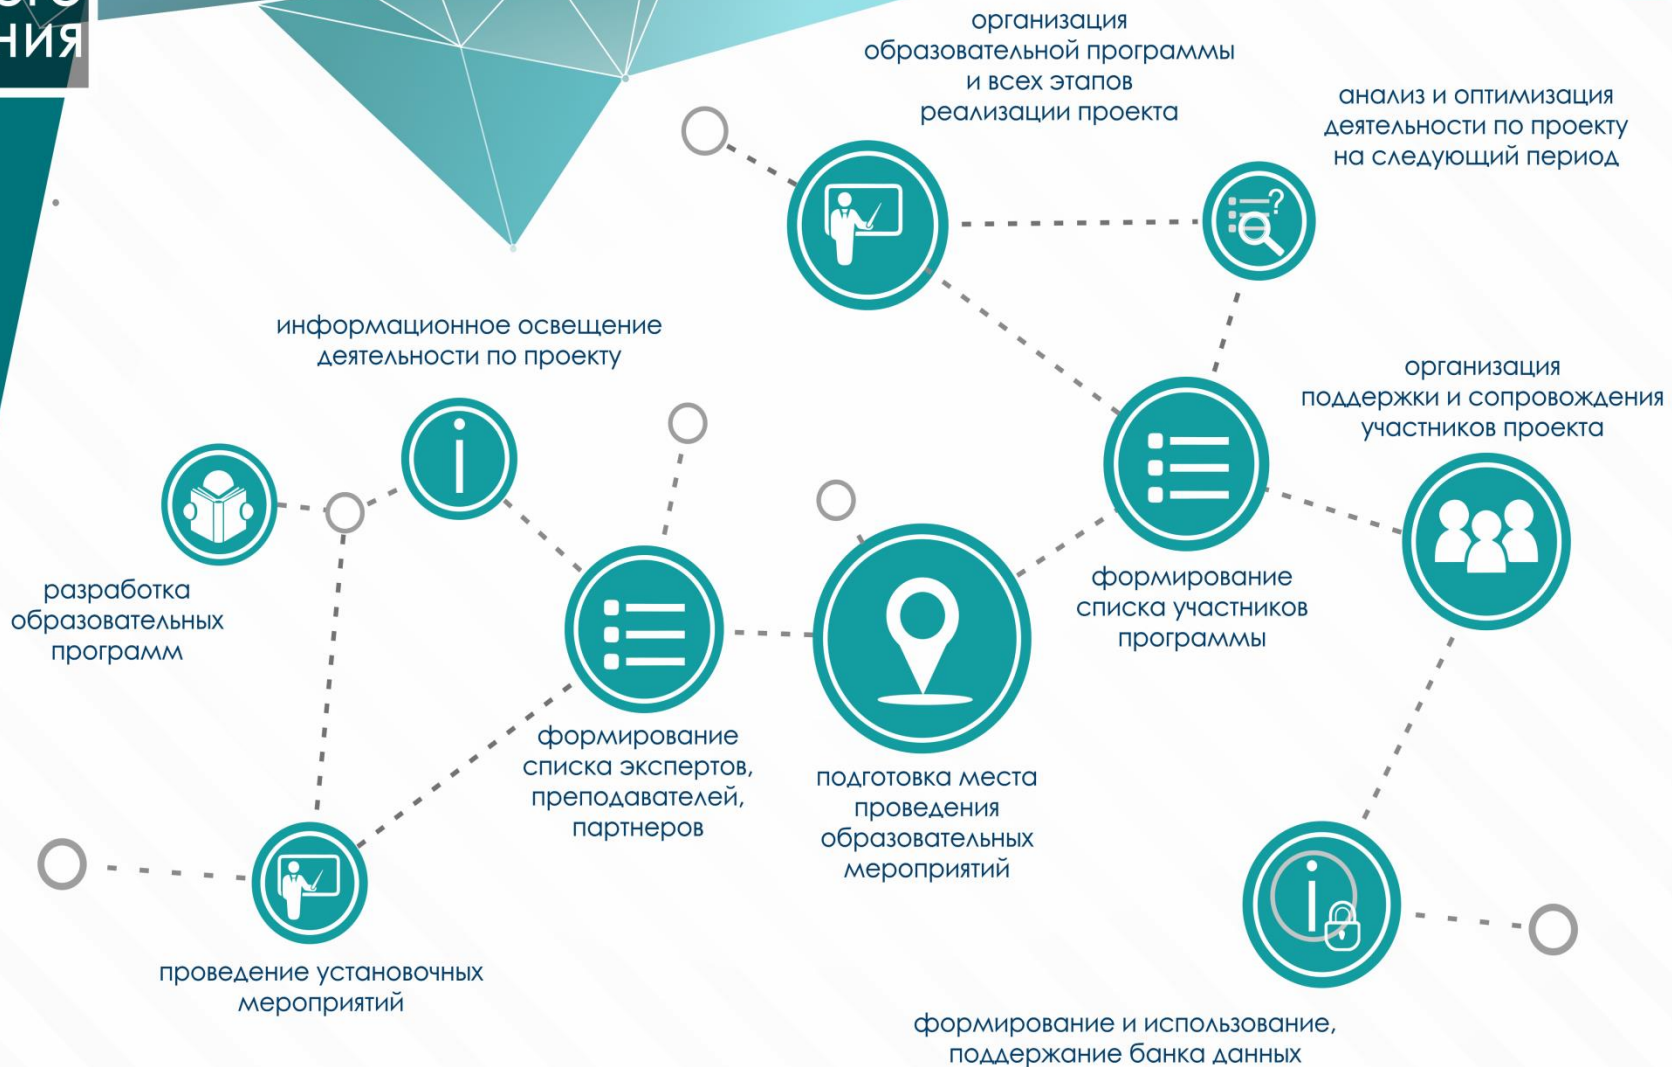 организация
образовательной программы
и всех этапов
реализации проекта
анализ и оптимизация
деятельности по проекту
на следующий период
информационное освещение
деятельности по проекту
организация
поддержки и сопровождения
участников проекта
разработка
образовательных
программ
формирование
списка участников
программы
формирование
списка экспертов,
преподавателей,
партнеров
подготовка места
проведения
образовательных
мероприятий
проведение установочных
мероприятий
формирование и использование,
поддержание банка данных